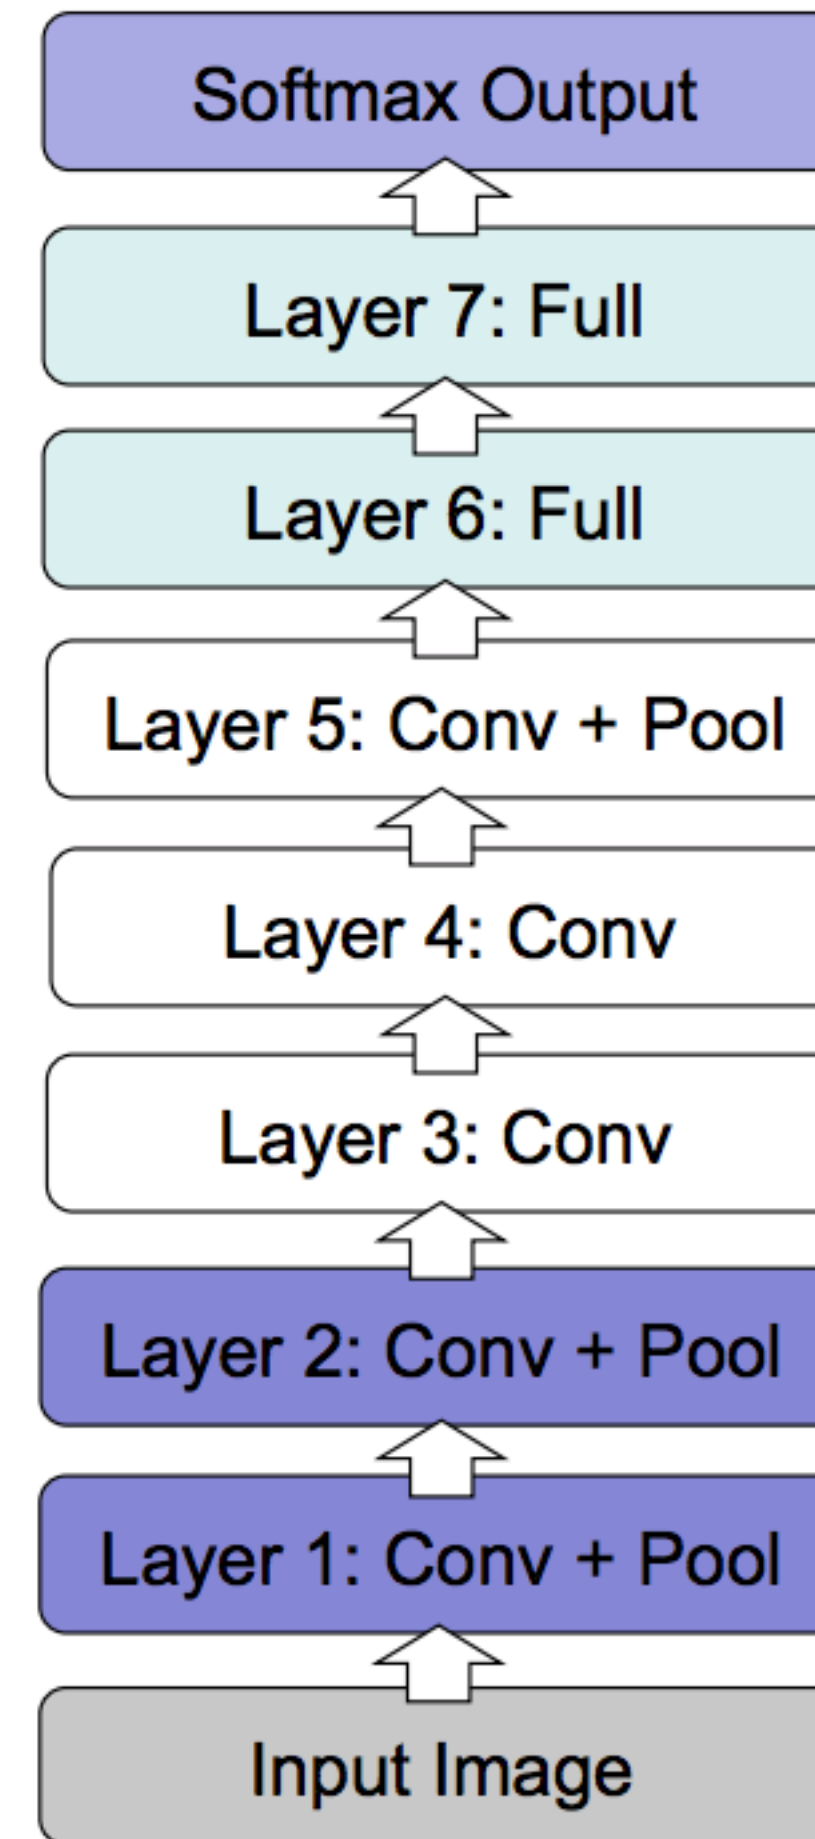 Softmax Output
Layer 7: Full
Layer 6: Full
Layer 5: Conv + Pool
Layer 4: Conv
Layer 3: Conv
Layer 2: Conv + Pool
Layer 1: Conv + Pool
Input Image